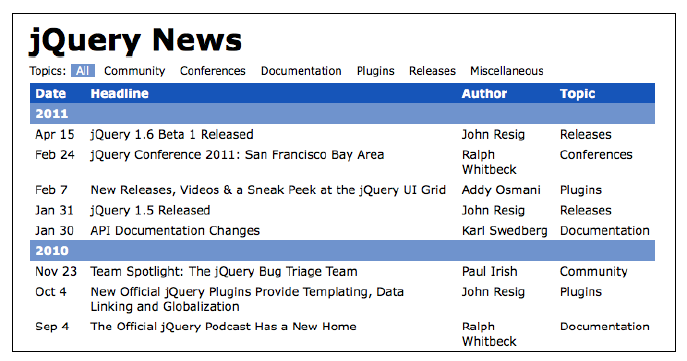 jQuery News
Topics: All Community Conferences Documentation Plugins Releases Miscellaneous
Date Headline Author Topic
2011
Apr 15 jQuery 1.6 Beta 1 Released John Resig Releases
Feb 24 jQuery Conference 2011: San Francisco Bay Area Ralph Conferences
Whitbeck
Feb 7 New Releases, Videos & a Sneak Peek at the jQuery UI Grid Addy Osmani Plugins
Jan 31 jQuery 1.5 Released John Resig Releases
Jan 30 API Documentation Changes Karl Swedberg Documentation
2010
Nov 23 Team Spotlight: The jQuery Bug Triage Team Paul Irish Community
Oct 4 New Official jQuery Plugins Provide Templating, Data John Resig Plugins
Linking and Globalization
Sep 4 The Official jQuery Podcast Has a New Home Ralph Documentation
Whitbeck